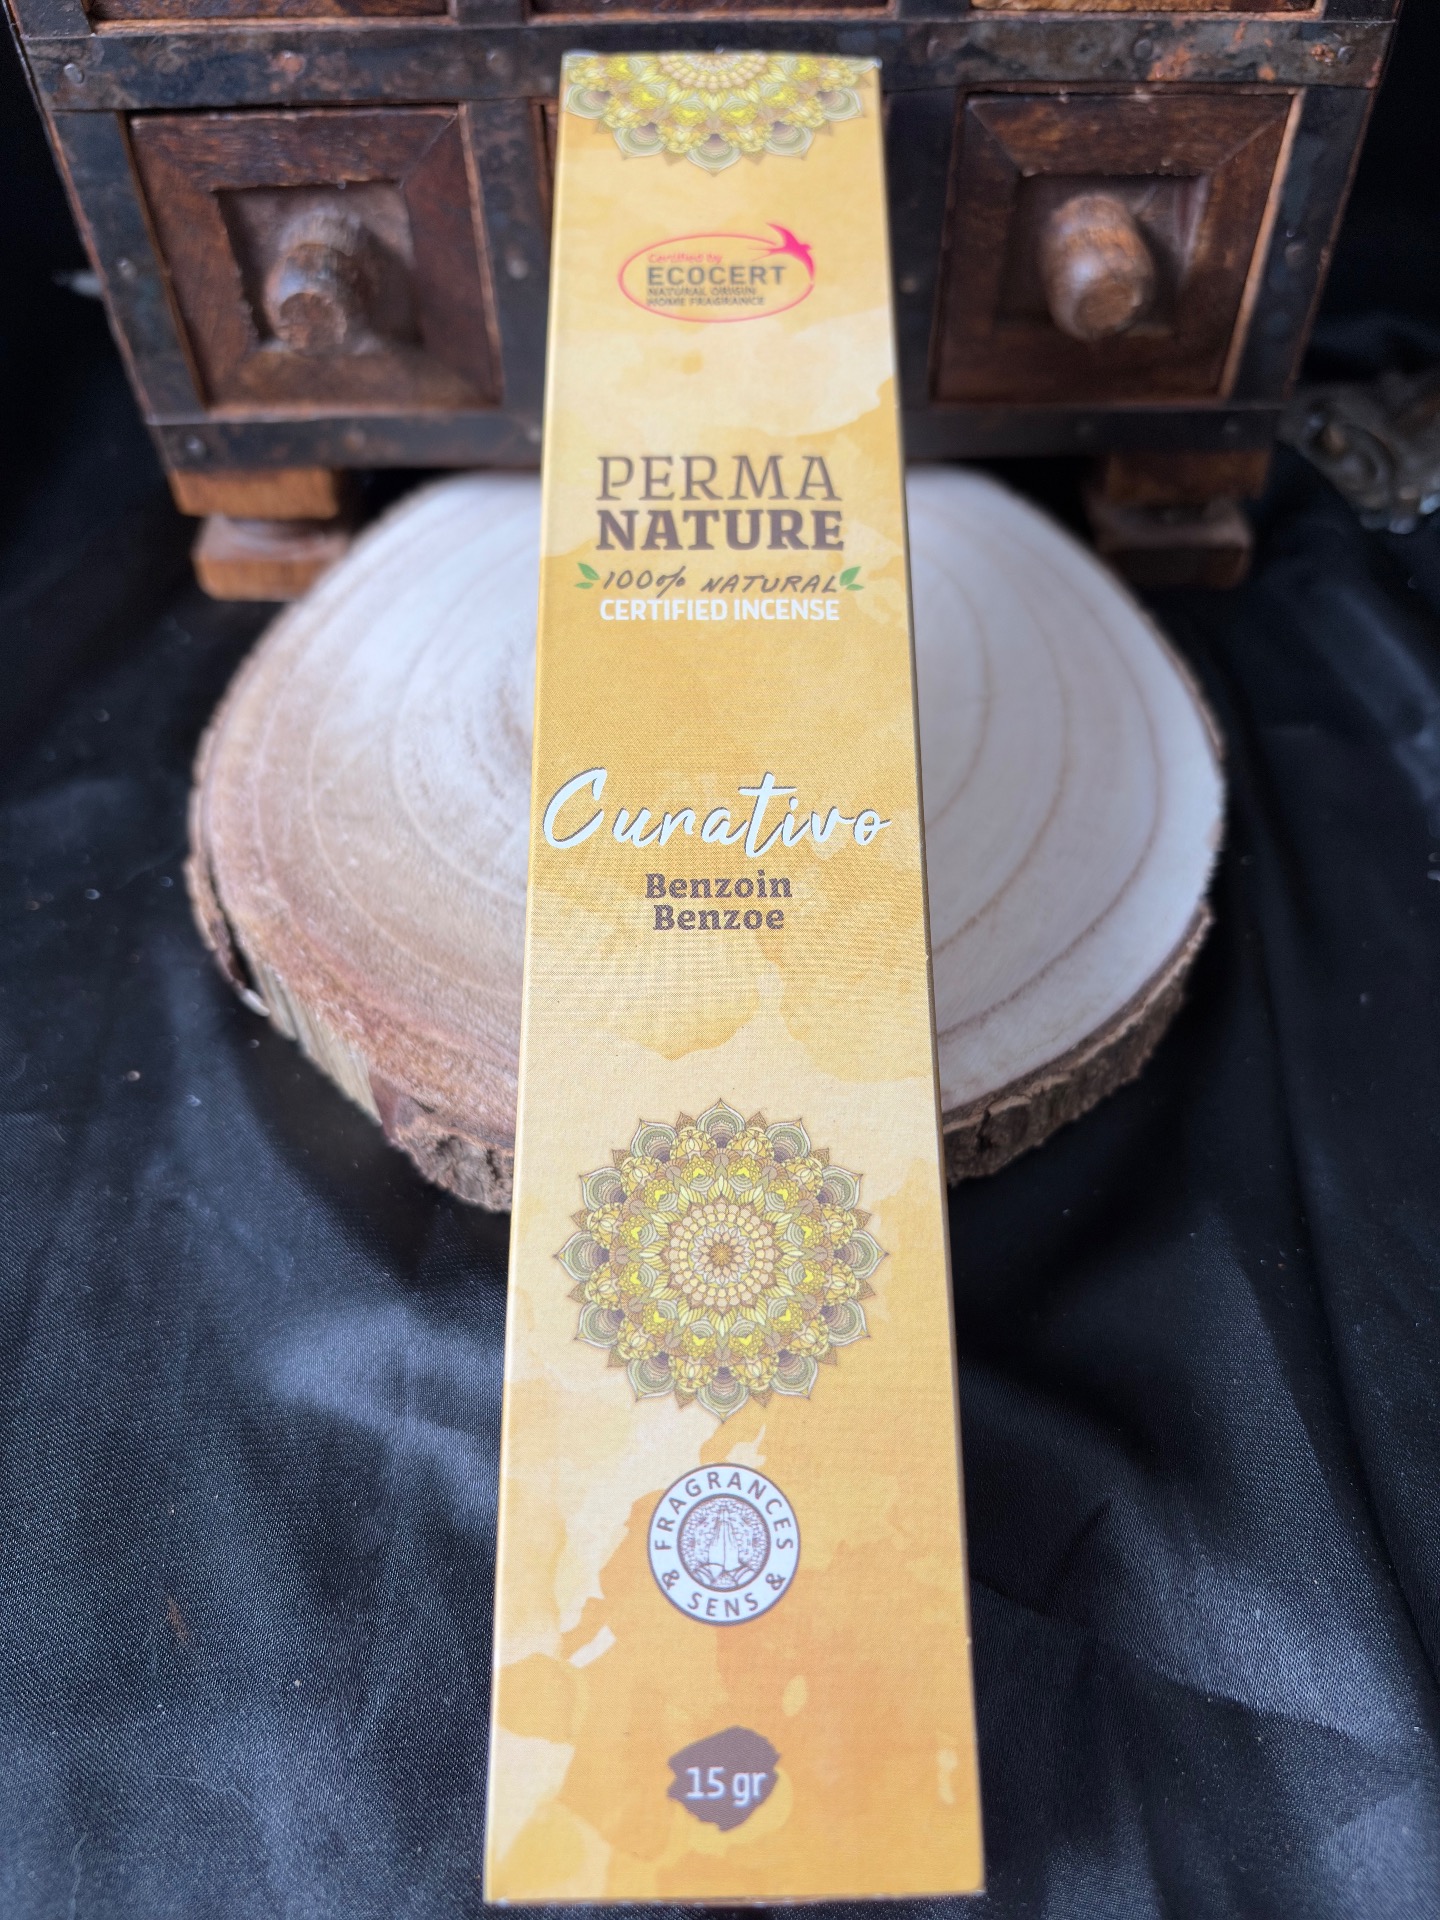 Certified by
ECOCERT
NATURAL ORIGIN
HOME FRAGRANCE
PERMA
NATURE
100% NATURAL
CERTIFIED INCENSE
Curativo
Benzoin
Benzoe
FRAGRANCES
& SENS &
15 gr